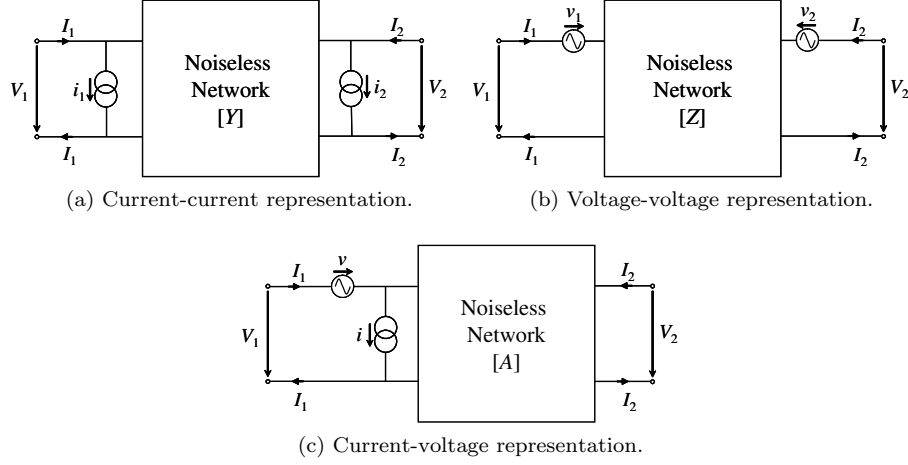 I₁ I₂ v₁ v₂ I₁ I₂
V₁ i₁ Noiseless Network [Y] i₂ V₂
V₁ Noiseless Network [Z] V₂
I₁ I₂ I₁ I₂
(a) Current-current representation.
(b) Voltage-voltage representation.
I₁ v I₂
V₁ i Noiseless Network [A] V₂
I₁ I₂
(c) Current-voltage representation.